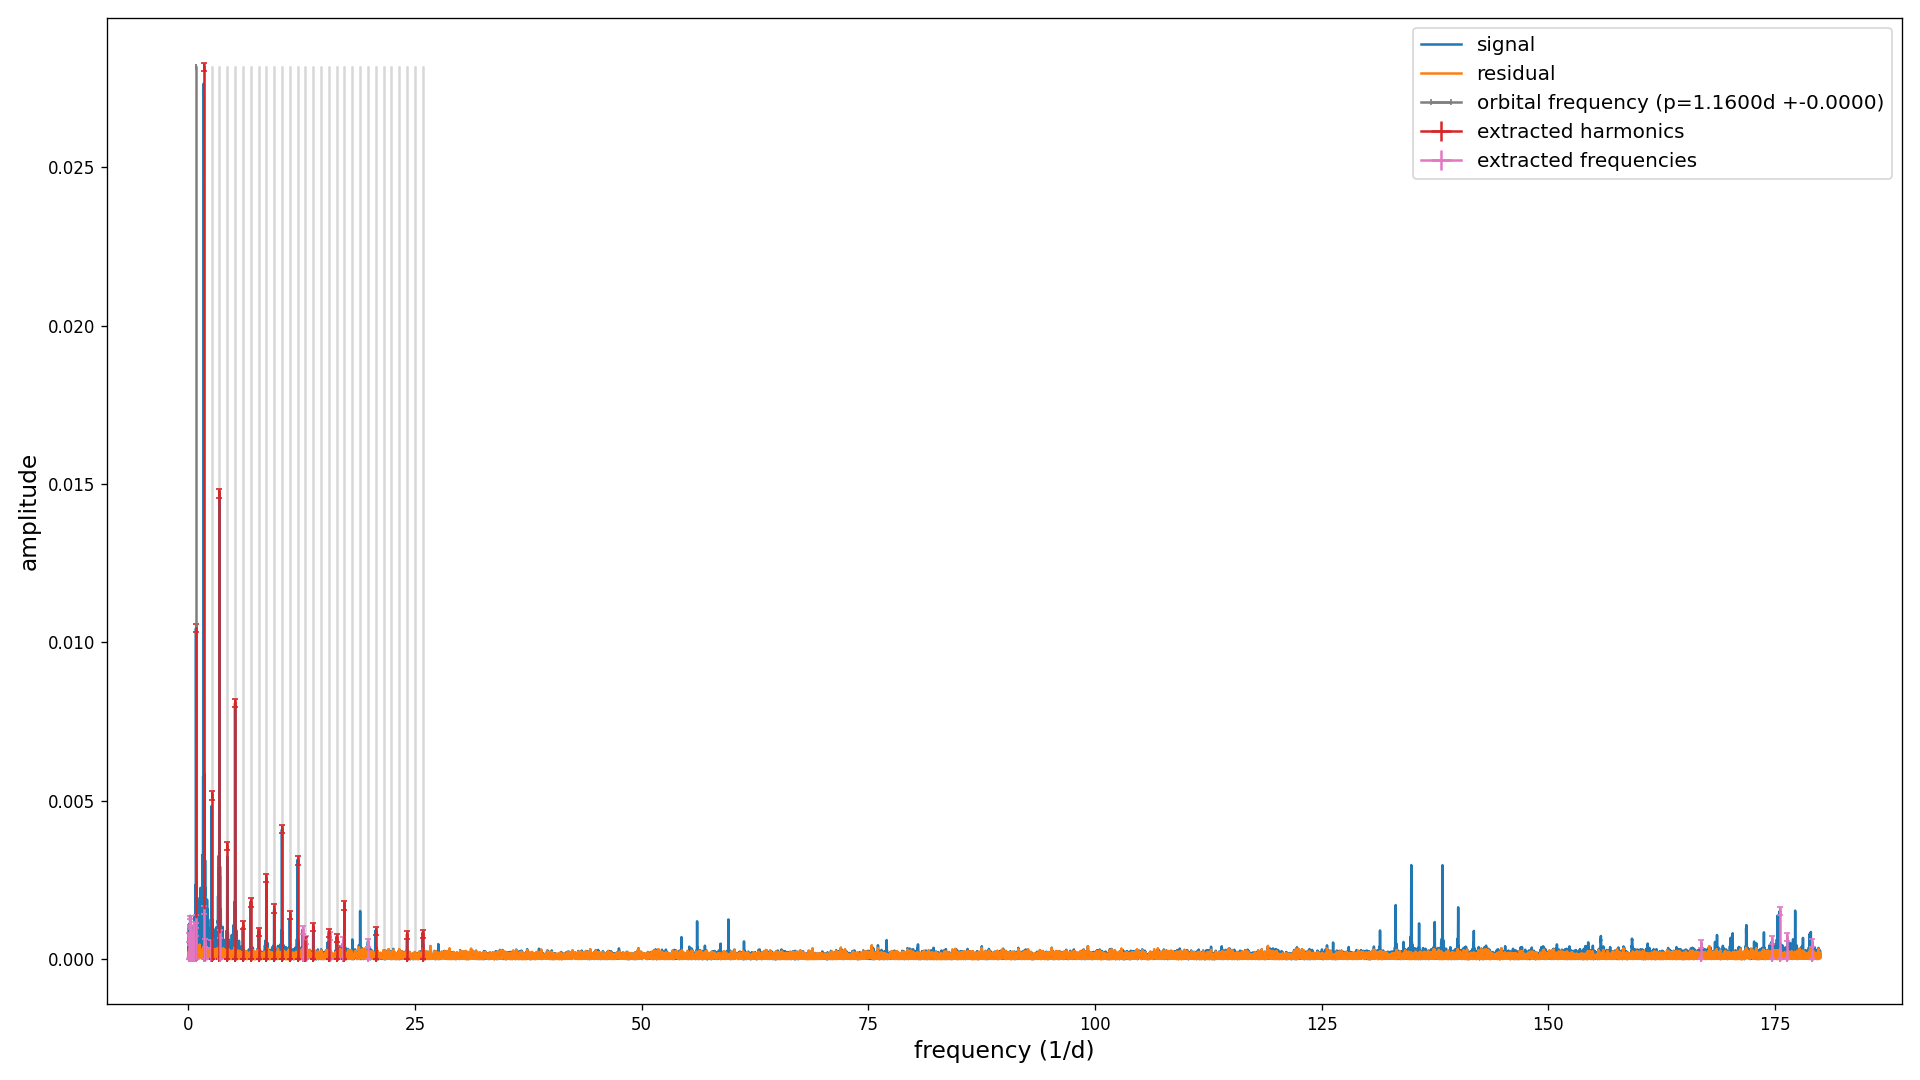 signal
residual
orbital frequency (p=1.1600d +-0.0000)
extracted harmonics
extracted frequencies
0.025
0.020
0.015
0.010
0.005
0.000
amplitude
0 25 50 75 100 125 150 175
frequency (1/d)